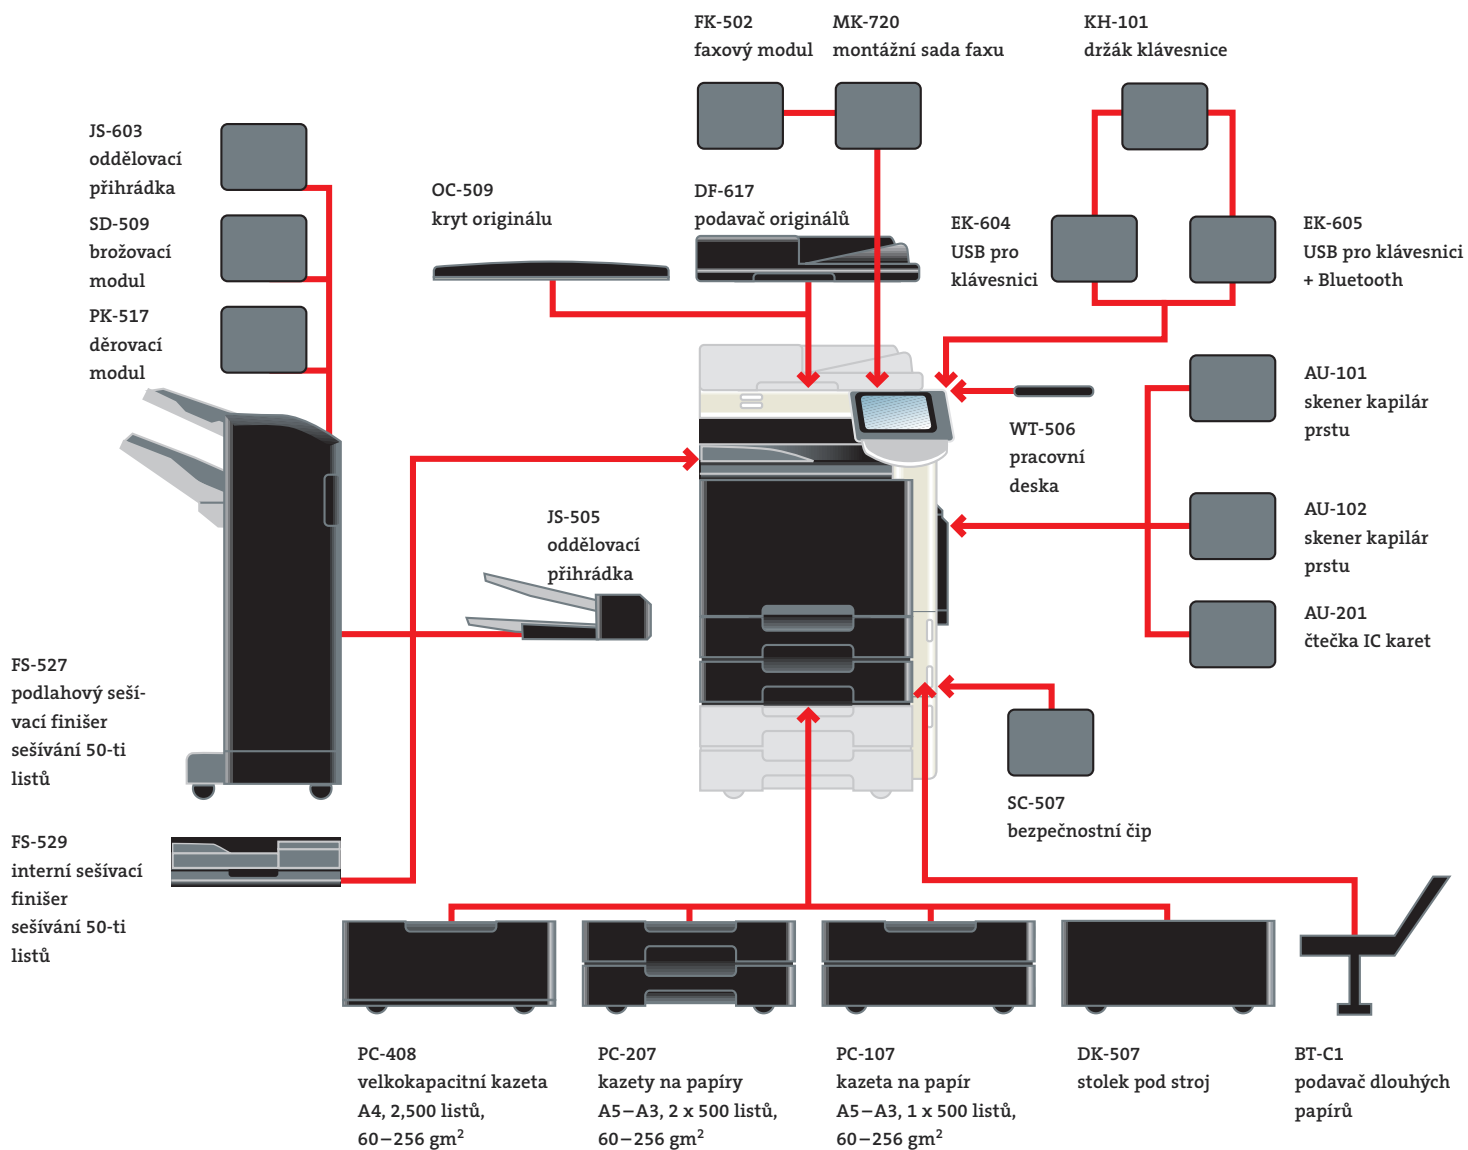 FK-502
faxový modul
MK-720
montážní sada faxu
KH-101
držák klávesnice
JS-603
oddělovací
přihrádka
SD-509
brožovací
modul
PK-517
děrovací
modul
OC-509
kryt originálu
DF-617
podavač originálů
EK-604
USB pro
klávesnici
EK-605
USB pro klávesnici
+ Bluetooth
AU-101
skener kapilár
prstu
WT-506
pracovní
deska
AU-102
skener kapilár
prstu
JS-505
oddělovací
přihrádka
AU-201
čtečka IC karet
FS-527
podlahový seší-
vací finišer
sešívání 50-ti
listů
SC-507
bezpečnostní čip
FS-529
interní sešívací
finišer
sešívání 50-ti
listů
PC-408
velkokapacitní kazeta
A4, 2,500 listů,
60–256 gm²
PC-207
kazety na papíry
A5–A3, 2 x 500 listů,
60–256 gm²
PC-107
kazeta na papír
A5–A3, 1 x 500 listů,
60–256 gm²
DK-507
stolek pod stroj
BT-C1
podavač dlouhých
papírů